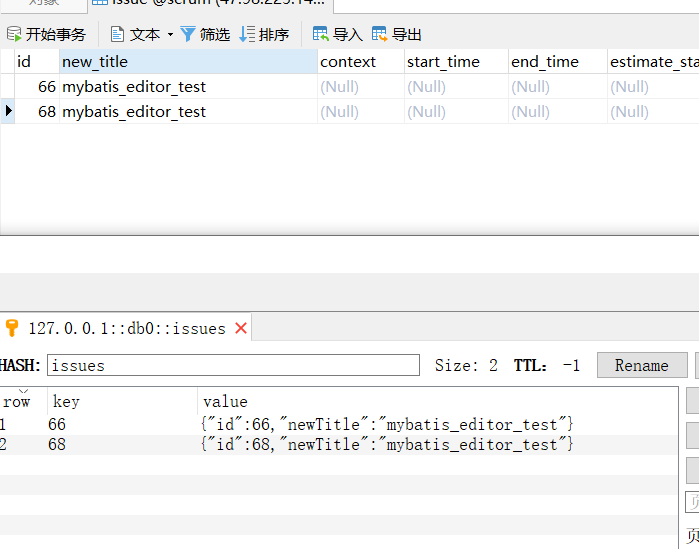 对象
issue @scrum (47.98.225.14...
开始事务 文本 筛选 排序 导入 导出
id new_title context start_time end_time estimate_sta
66 mybatis_editor_test (Null) (Null) (Null) (Null)
68 mybatis_editor_test (Null) (Null) (Null) (Null)
127.0.0.1::db0::issues
HASH: issues Size: 2 TTL: -1 Rename
row key value
1 66 {"id":66,"newTitle":"mybatis_editor_test"}
2 68 {"id":68,"newTitle":"mybatis_editor_test"}
页
页